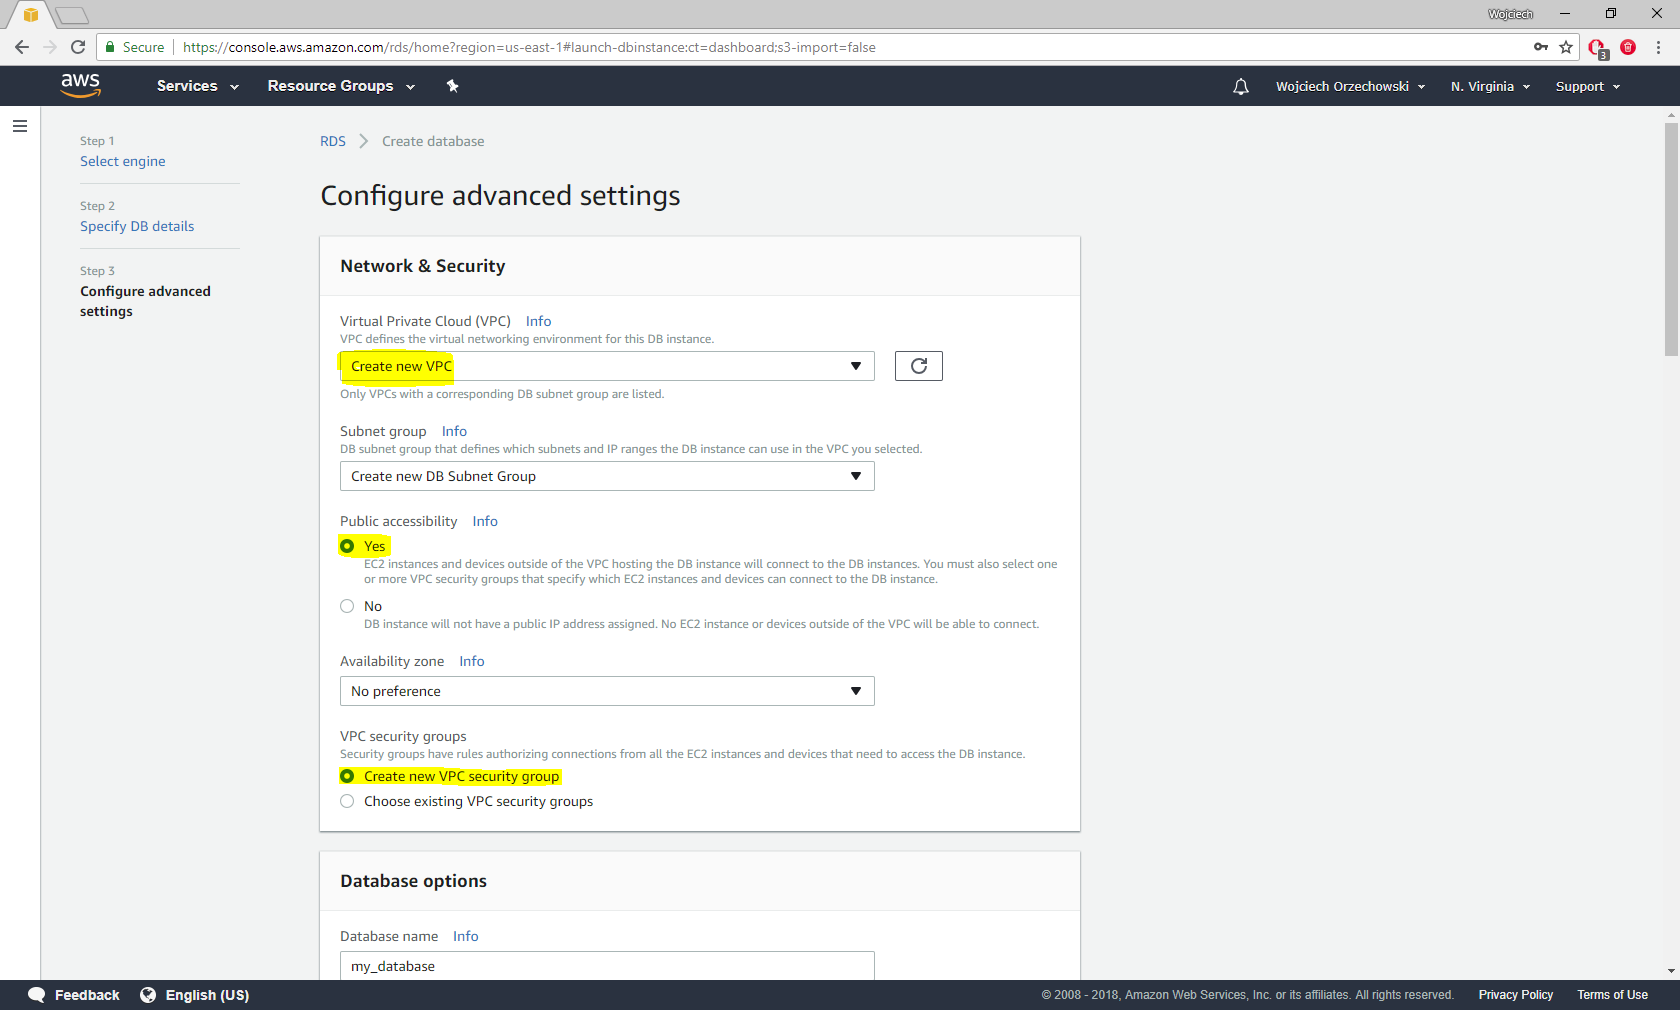 Wojciech
Secure
https://console.aws.amazon.com/rds/home?region=us-east-1#launch-dbinstance:ct=dashboard;s3-import=false
3
aws
Services
Resource Groups
Wojciech Orzechowski
N. Virginia
Support
Step 1
Select engine
Step 2
Specify DB details
Step 3
Configure advanced
settings
RDS
Create database
Configure advanced settings
Network & Security
Virtual Private Cloud (VPC) Info
VPC defines the virtual networking environment for this DB instance.
Create new VPC
Only VPCs with a corresponding DB subnet group are listed.
Subnet group Info
DB subnet group that defines which subnets and IP ranges the DB instance can use in the VPC you selected.
Create new DB Subnet Group
Public accessibility Info
Yes
EC2 instances and devices outside of the VPC hosting the DB instance will connect to the DB instances. You must also select one
or more VPC security groups that specify which EC2 instances and devices can connect to the DB instance.
No
DB instance will not have a public IP address assigned. No EC2 instance or devices outside of the VPC will be able to connect.
Availability zone Info
No preference
VPC security groups
Security groups have rules authorizing connections from all the EC2 instances and devices that need to access the DB instance.
Create new VPC security group
Choose existing VPC security groups
Database options
Database name Info
my_database
Feedback
English (US)
© 2008 - 2018, Amazon Web Services, Inc. or its affiliates. All rights reserved.
Privacy Policy
Terms of Use